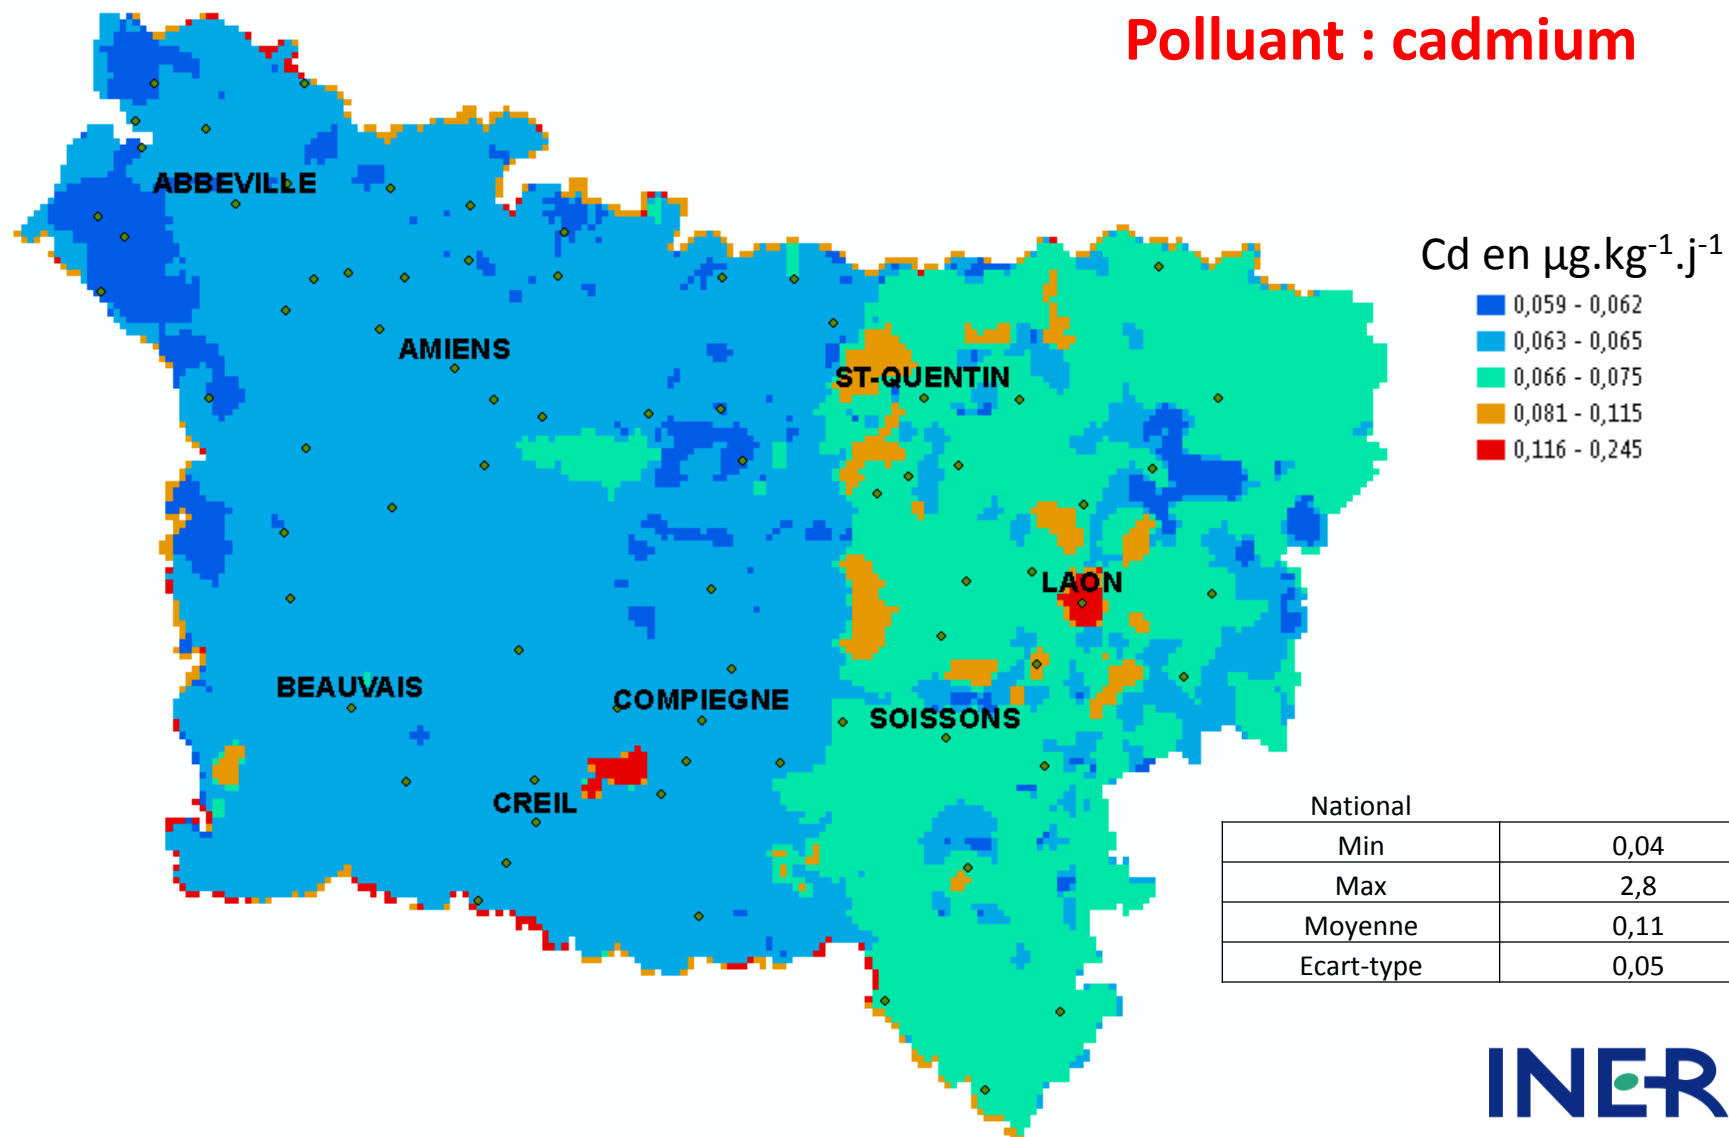 Polluant : cadmium
ABBEVILLE
Cd en µg.kg⁻¹.j⁻¹
0,059 - 0,062
0,063 - 0,065
0,066 - 0,075
0,081 - 0,115
0,116 - 0,245
AMIENS
ST-QUENTIN
LAON
BEAUVAIS
COMPIEGNE
SOISSONS
CREIL
National
Min 0,04
Max 2,8
Moyenne 0,11
Ecart-type 0,05
INER